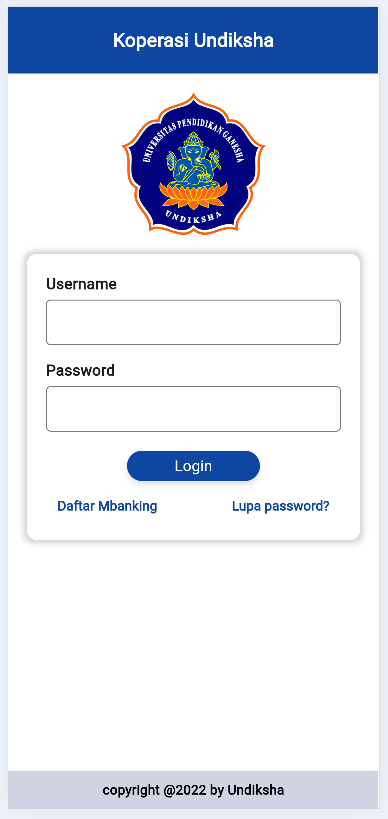 Koperasi Undiksha
UNIVERSITAS PENDIDIKAN GANESHA
UNDIKSHA
Username
Password
Login
Daftar Mbanking Lupa password?
copyright @2022 by Undiksha